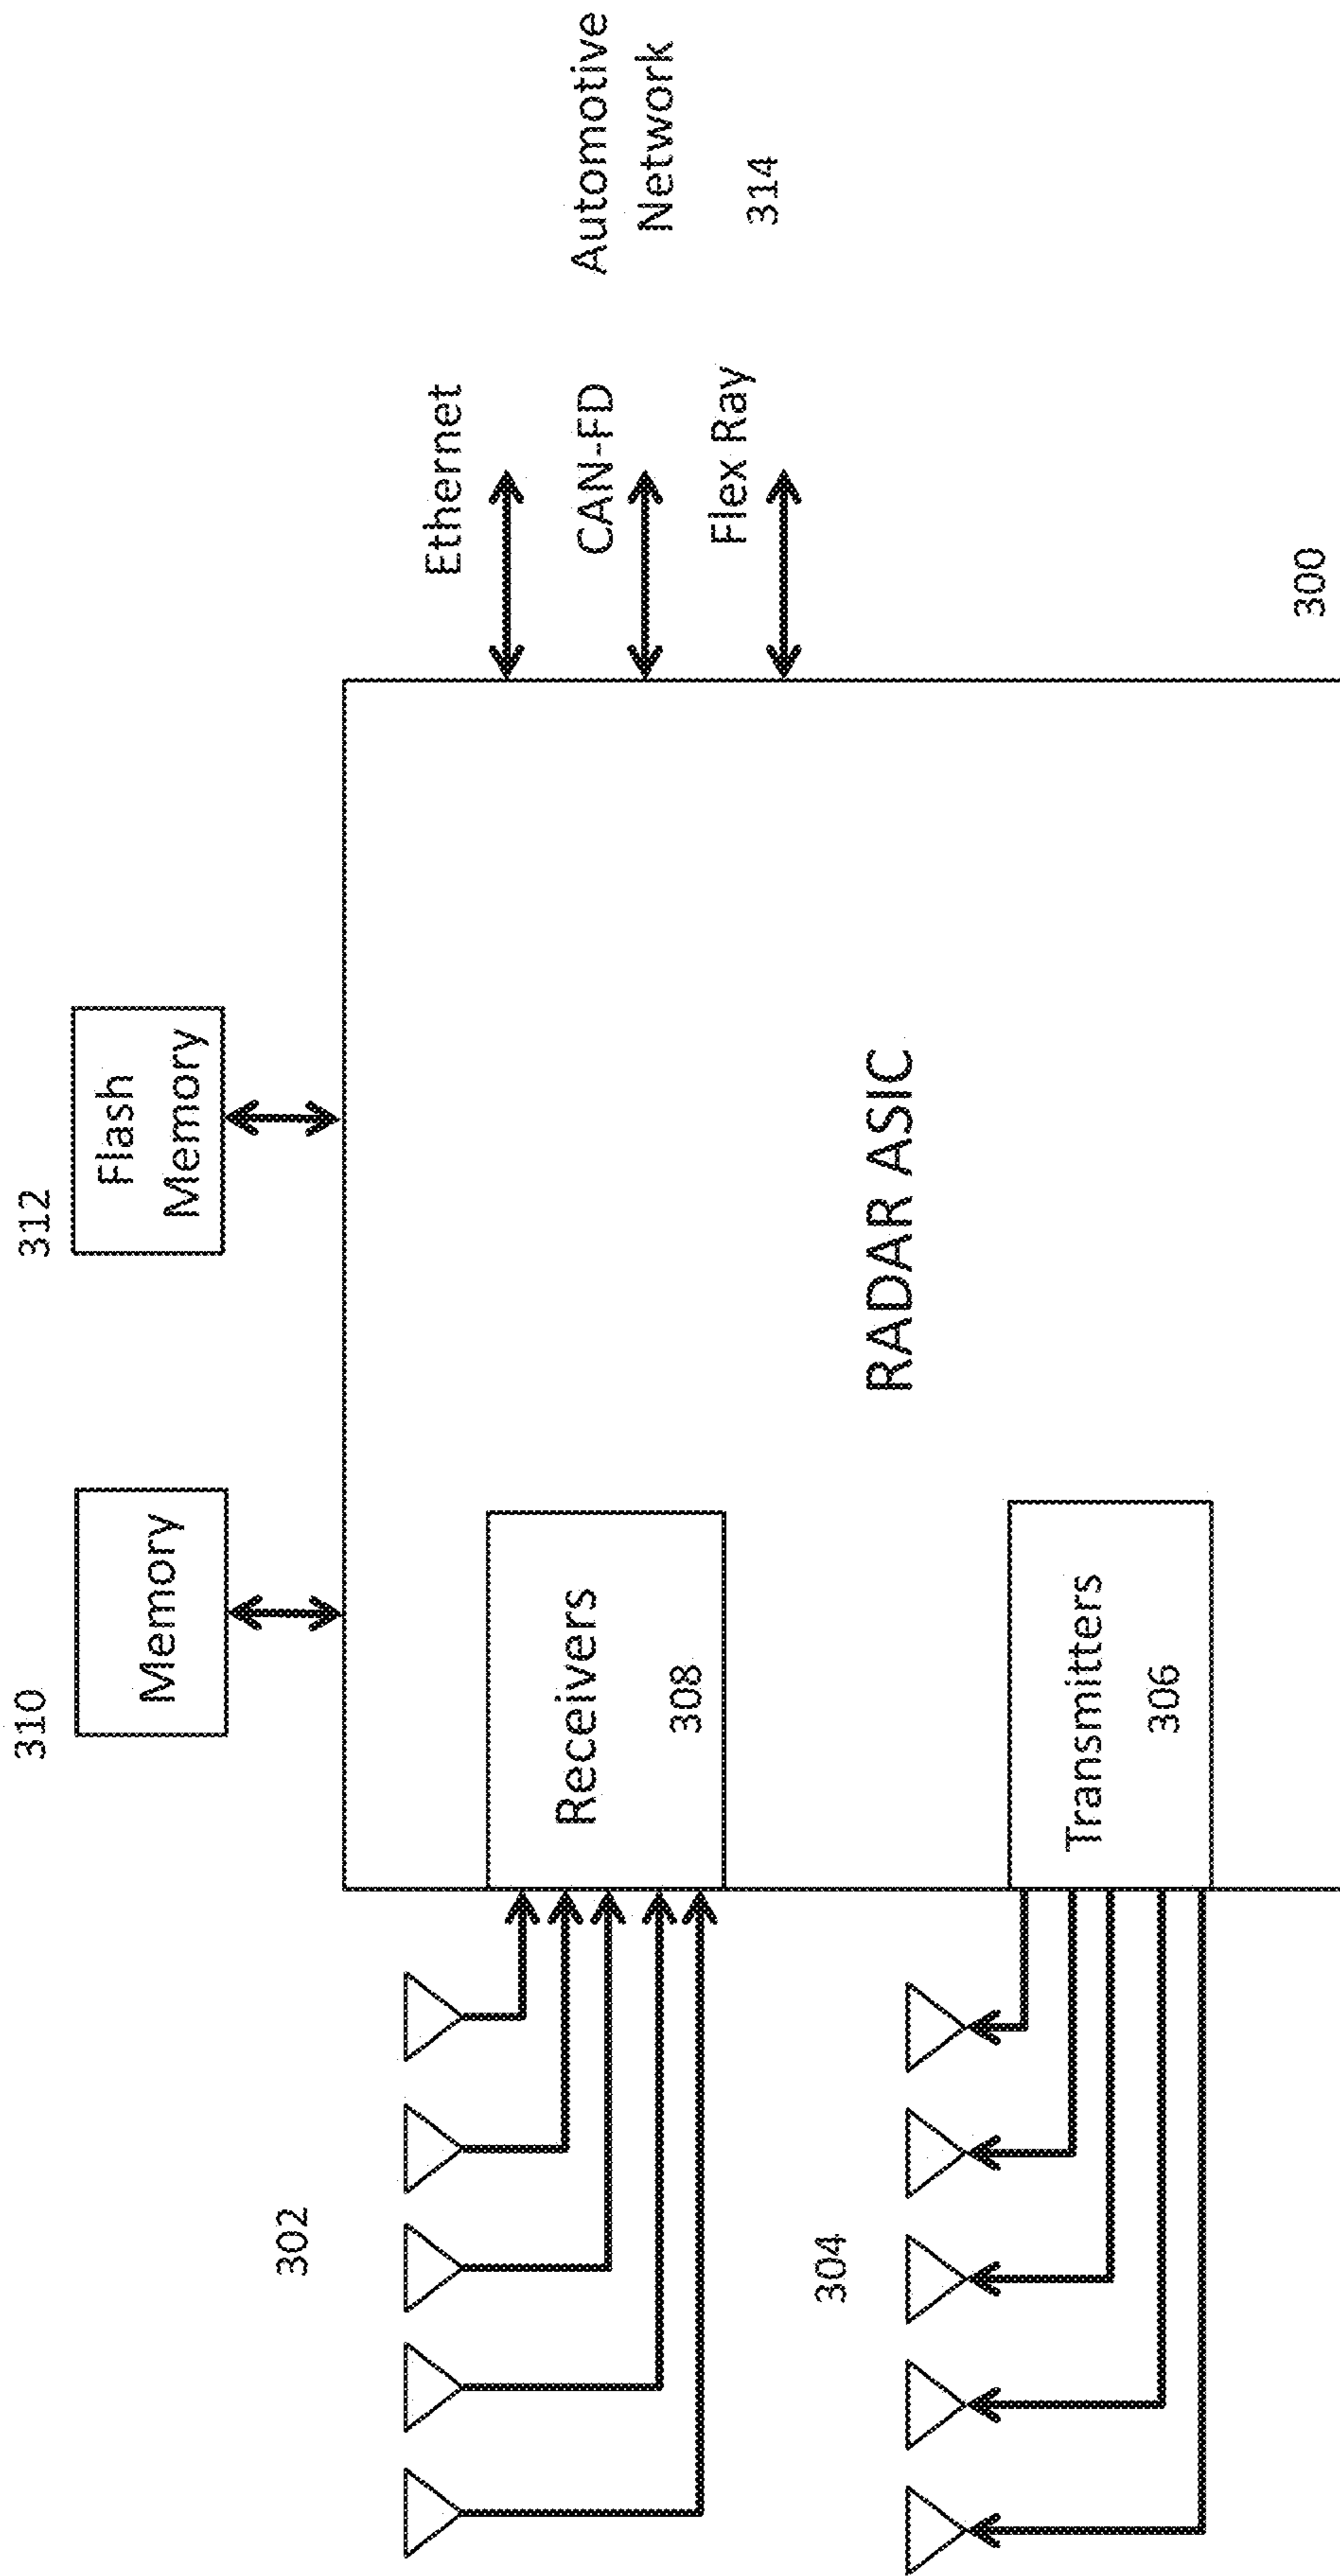 310
Memory
312
Flash
Memory
302
Receivers
308
Ethernet
CAN-FD
Flex Ray
Automotive
Network
314
RADAR ASIC
304
Transmitters
306
300